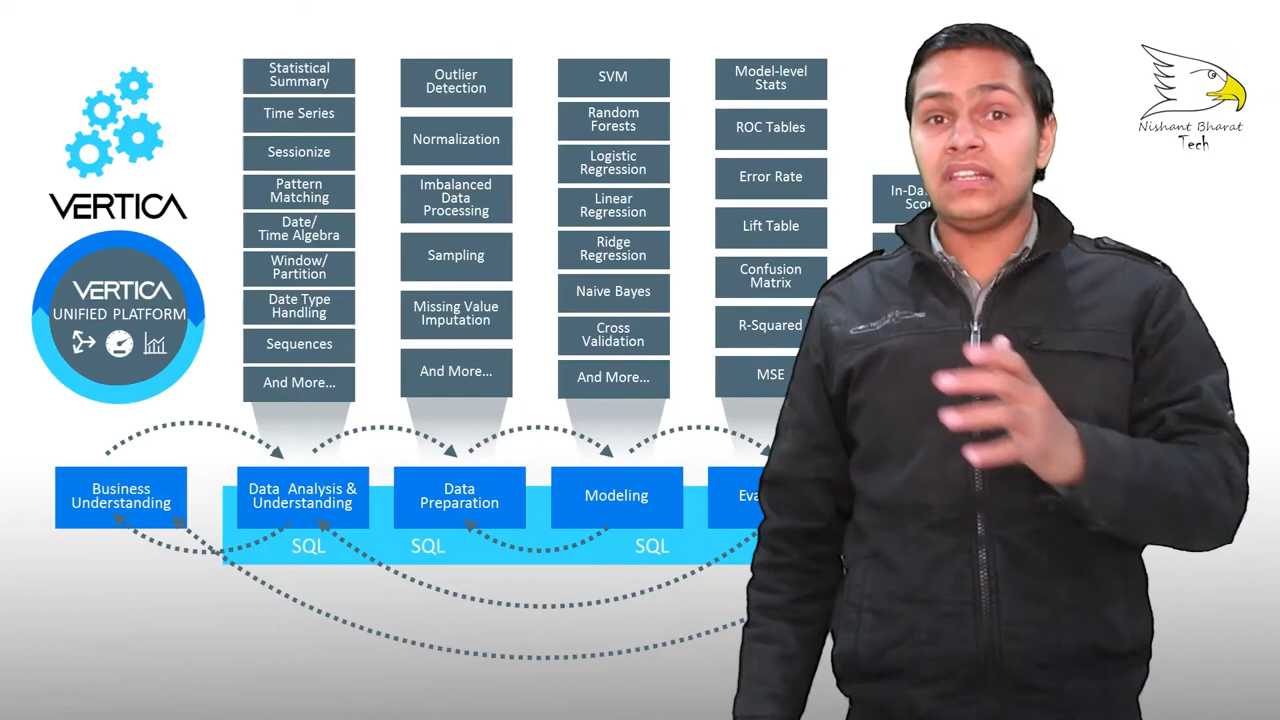 VERTICA
VERTICA
UNIFIED PLATFORM
Statistical
Summary
Time Series
Sessionize
Pattern
Matching
Date/
Time Algebra
Window/
Partition
Date Type
Handling
Sequences
And More...
Outlier
Detection
Normalization
Imbalanced
Data
Processing
Sampling
Missing Value
Imputation
And More...
SVM
Random
Forests
Logistic
Regression
Linear
Regression
Ridge
Regression
Naive Bayes
Cross
Validation
And More...
Model-level
Stats
ROC Tables
Error Rate
Lift Table
Confusion
Matrix
R-Squared
MSE
Nishant Bharat
Tech
Business
Understanding
Data Analysis &
Understanding
Data
Preparation
Modeling
SQL
SQL
SQL